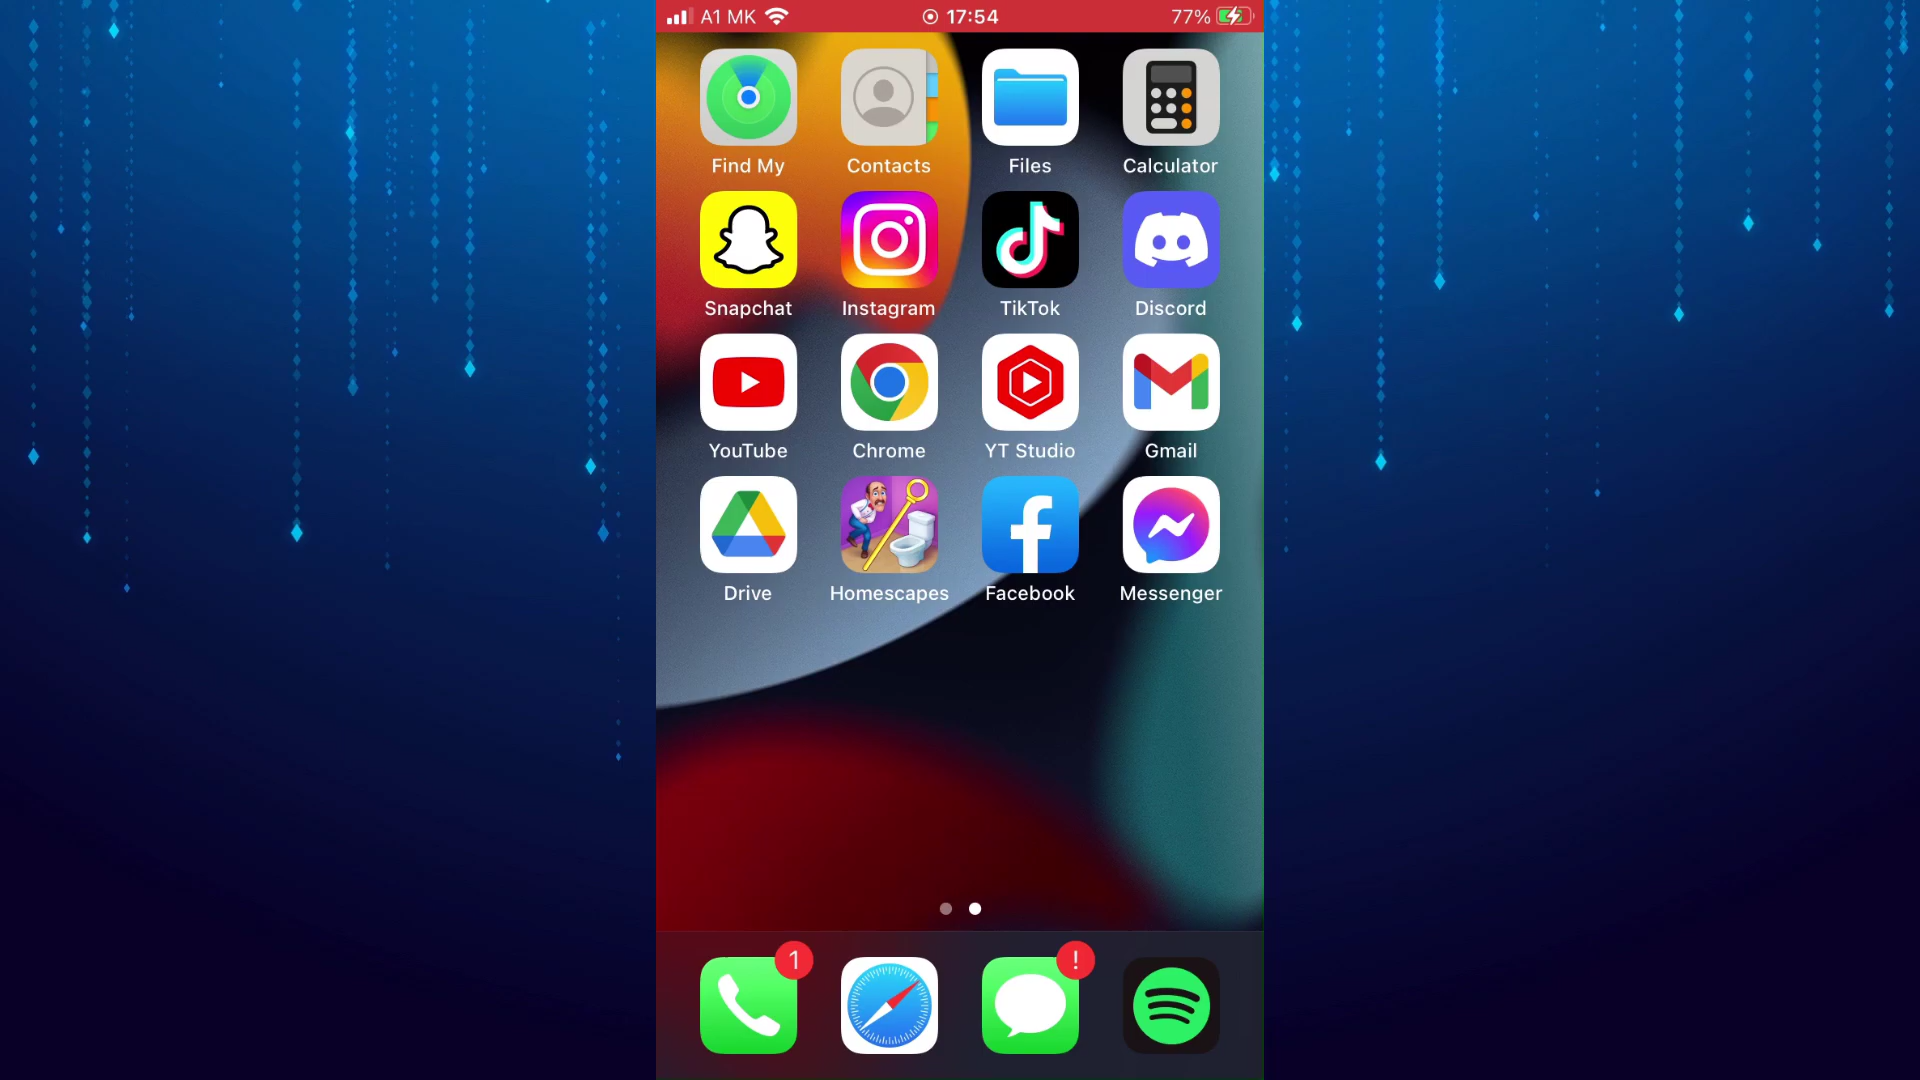 A1 MK 17:54 77%
Find My Contacts Files Calculator
Snapchat Instagram TikTok Discord
YouTube Chrome YT Studio Gmail
Drive Homescapes Facebook Messenger
1 !